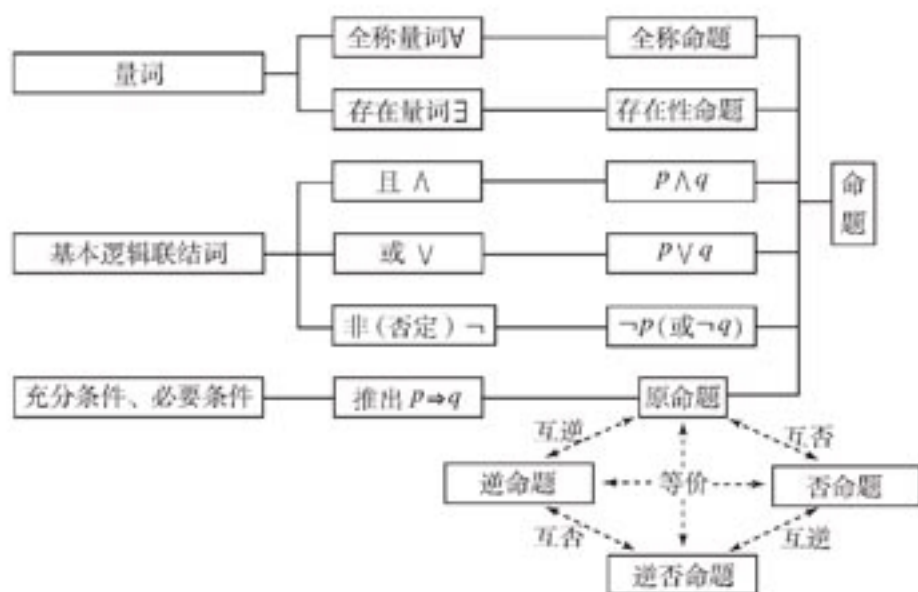 全称量词∀ 全称命题
量词
存在量词∃ 存在性命题
且 ∧ p∧q
命题
基本逻辑联结词 或 ∨ p∨q
非(否定)¬ ¬p(或¬q)
充分条件、必要条件 推出 p⇒q 原命题
互逆 互否
逆命题 等价 否命题
互否 互逆
逆否命题